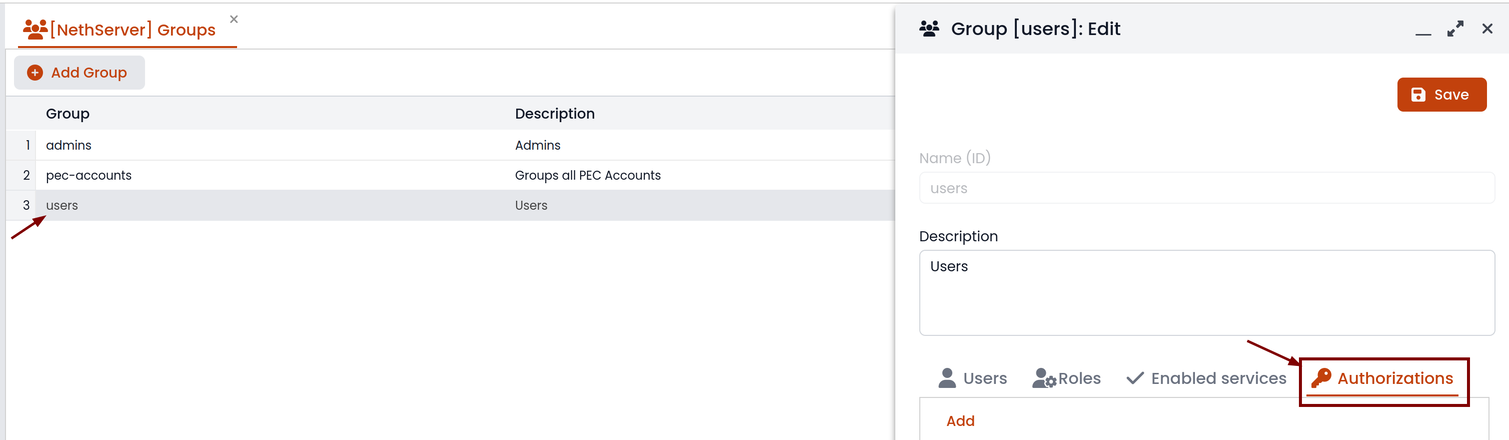 [NethServer] Groups
Add Group
Group Description
1 admins Admins
2 pec-accounts Groups all PEC Accounts
3 users Users
Group [users]: Edit
Save
Name (ID)
users
Description
Users
Users Roles Enabled services Authorizations
Add